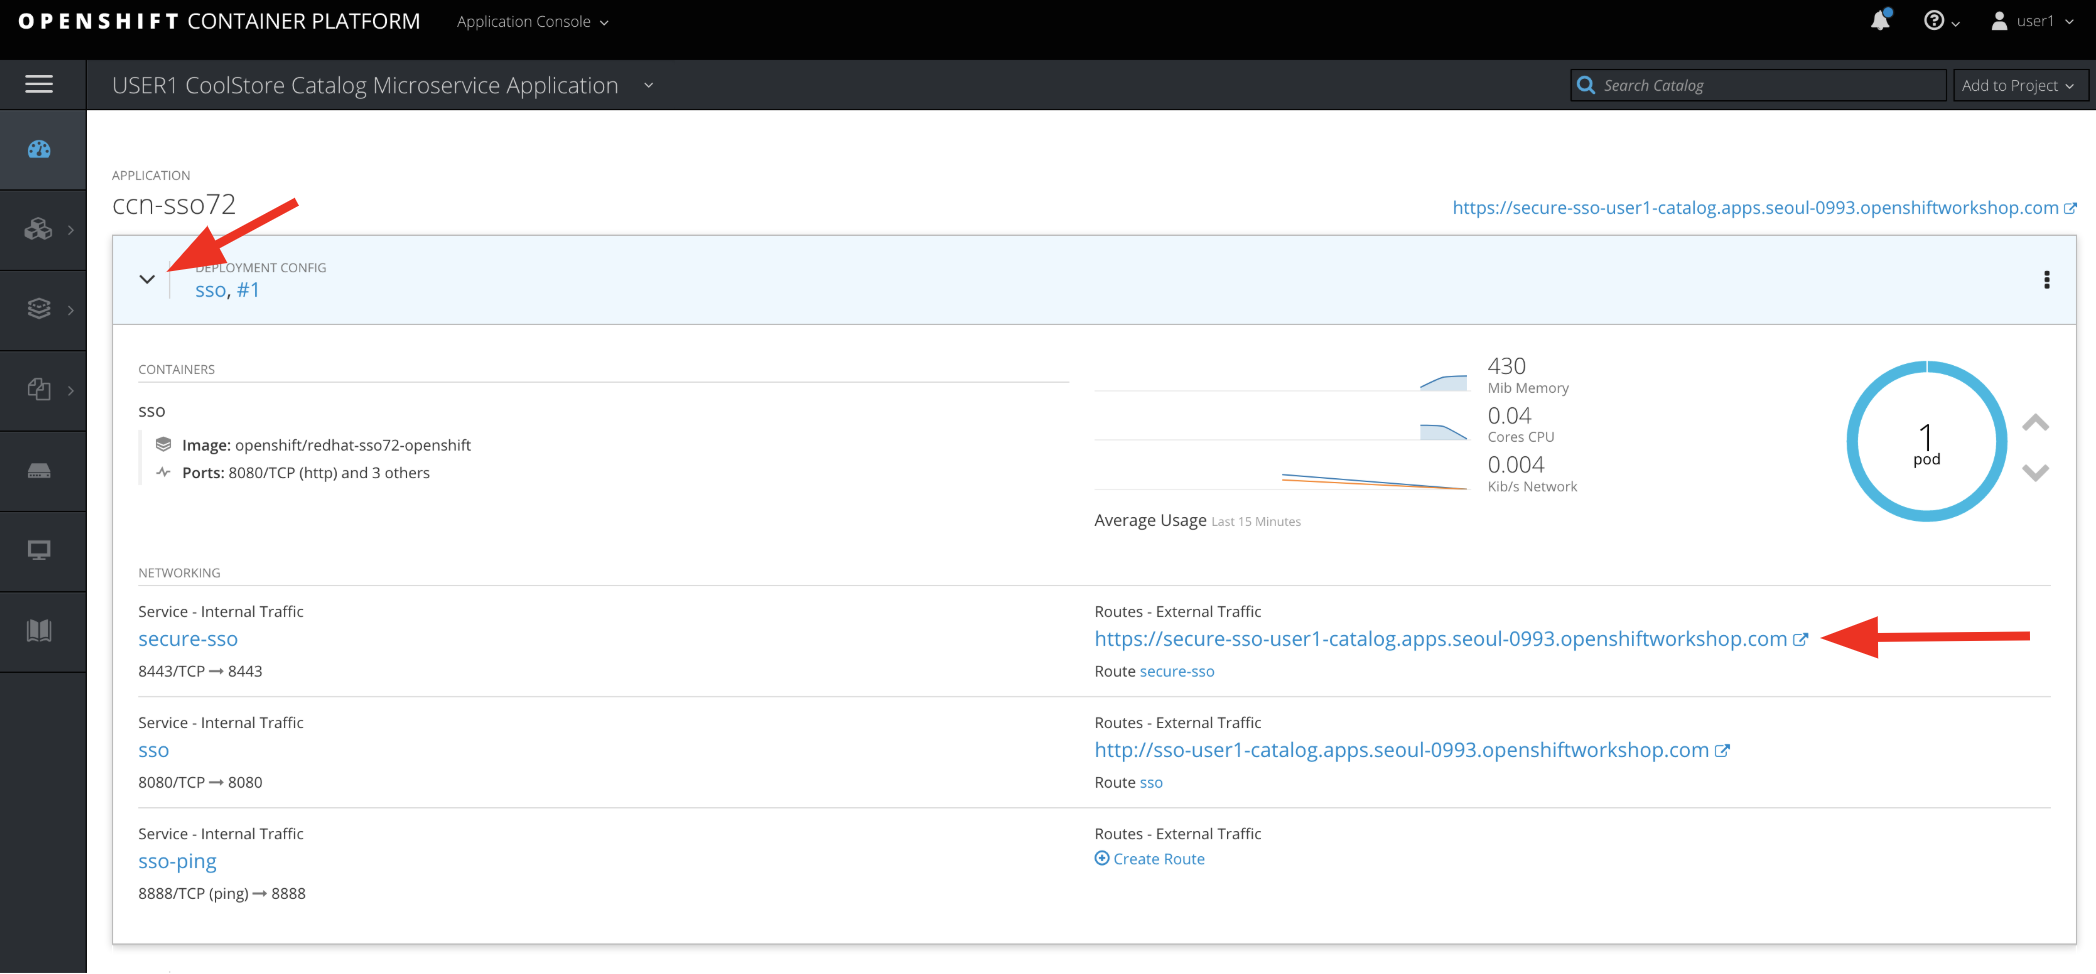 OPENSHIFT CONTAINER PLATFORM
Application Console
user1
USER1 CoolStore Catalog Microservice Application
Search Catalog
Add to Project
APPLICATION
ccn-sso72
https://secure-sso-user1-catalog.apps.seoul-0993.openshiftworkshop.com
DEPLOYMENT CONFIG
sso, #1
CONTAINERS
sso
Image: openshift/redhat-sso72-openshift
Ports: 8080/TCP (http) and 3 others
430
Mib Memory
0.04
Cores CPU
0.004
Kib/s Network
Average Usage Last 15 Minutes
1
pod
NETWORKING
Service - Internal Traffic
secure-sso
8443/TCP → 8443
Routes - External Traffic
https://secure-sso-user1-catalog.apps.seoul-0993.openshiftworkshop.com
Route secure-sso
Service - Internal Traffic
sso
8080/TCP → 8080
Routes - External Traffic
http://sso-user1-catalog.apps.seoul-0993.openshiftworkshop.com
Route sso
Service - Internal Traffic
sso-ping
8888/TCP (ping) → 8888
Routes - External Traffic
Create Route